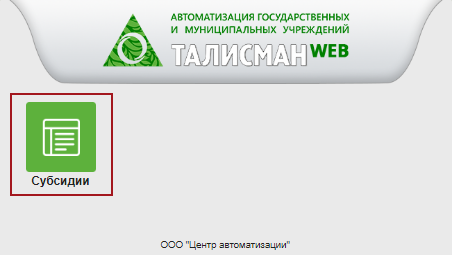 АВТОМАТИЗАЦИЯ ГОСУДАРСТВЕННЫХ
И МУНИЦИПАЛЬНЫХ УЧРЕЖДЕНИЙ
ТАЛИСМАН WEB
Субсидии
ООО "Центр автоматизации"